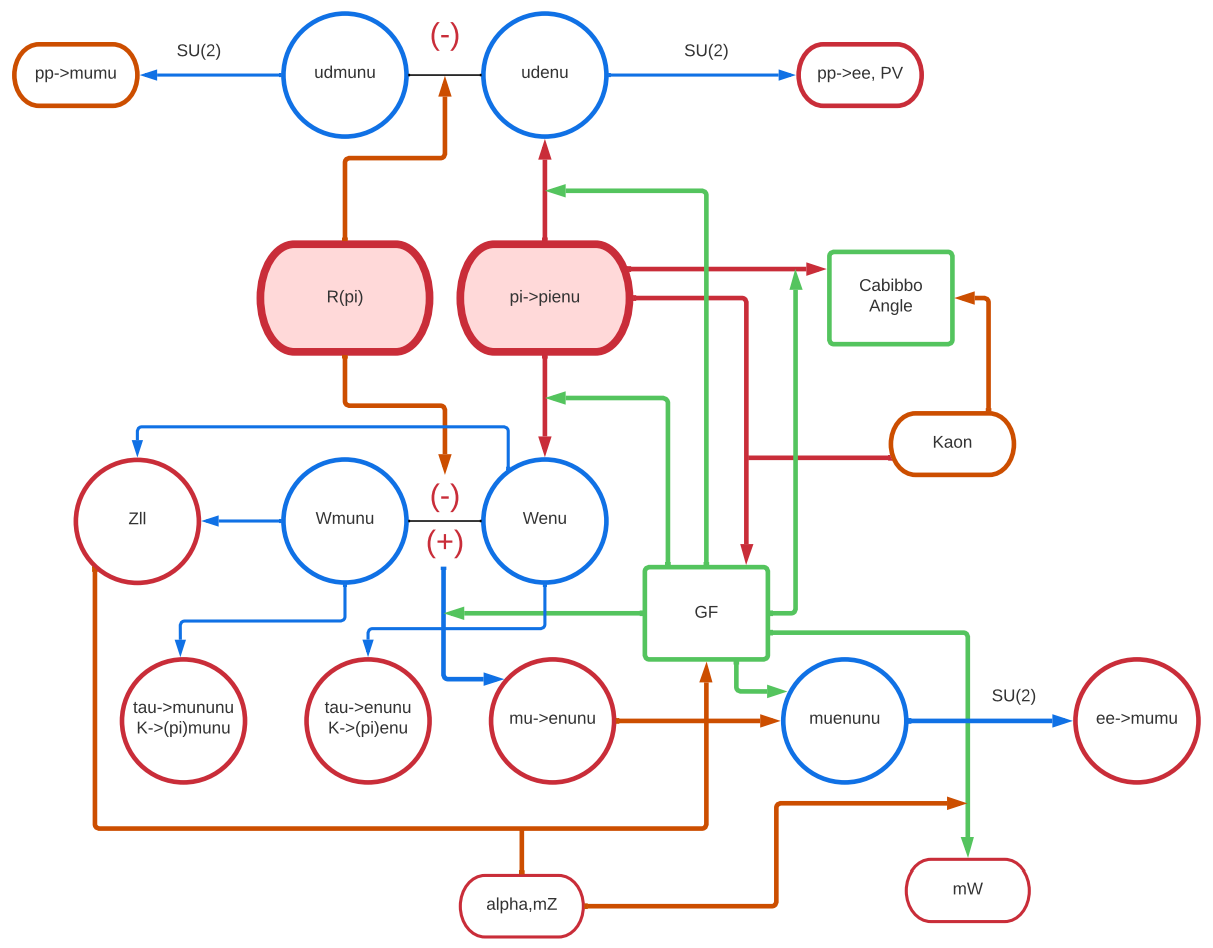 (-)
SU(2)
SU(2)
pp->mumu
udmunu
udenu
pp->ee, PV
R(pi)
pi->pienu
Cabibbo
Angle
Kaon
(-)
Zll
Wmunu
Wenu
(+)
GF
SU(2)
tau->mununu
K->(pi)munu
tau->enunu
K->(pi)enu
mu->enunu
muenunu
ee->mumu
mW
alpha,mZ